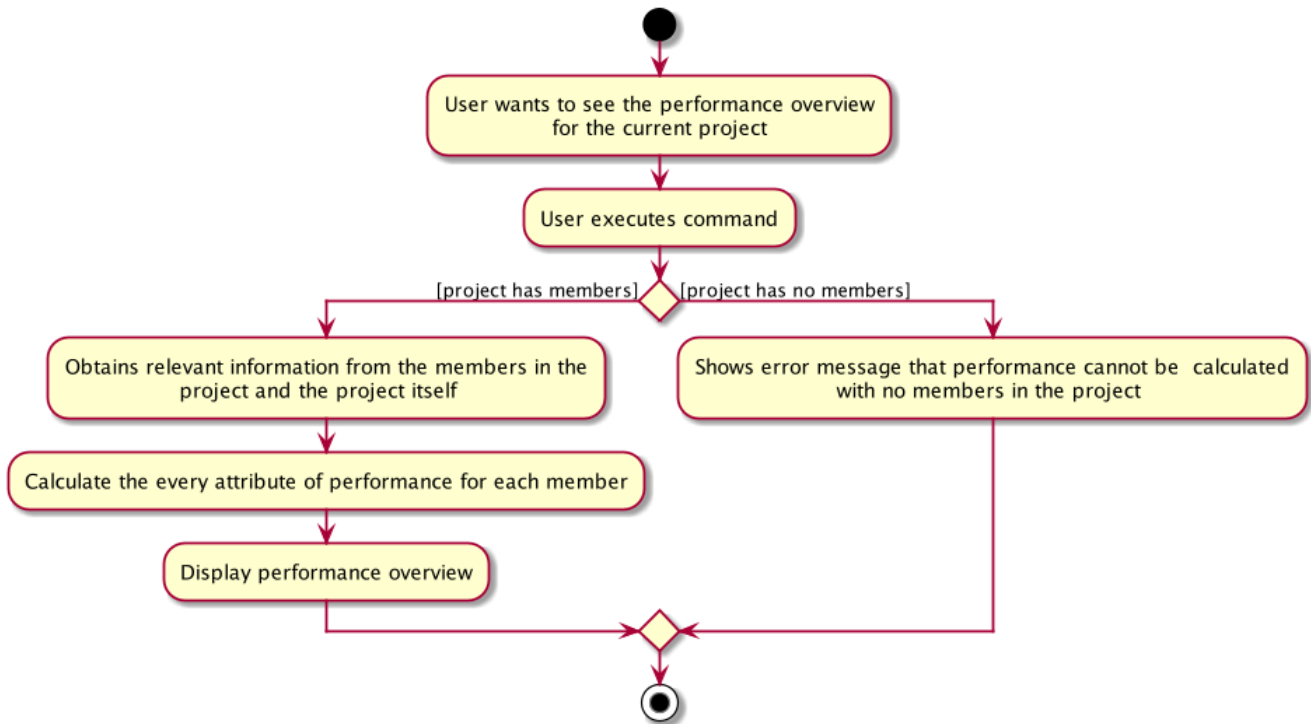 User wants to see the performance overview
for the current project
User executes command
[project has members]
[project has no members]
Obtains relevant information from the members in the
project and the project itself
Shows error message that performance cannot be  calculated
with no members in the project
Calculate the every attribute of performance for each member
Display performance overview